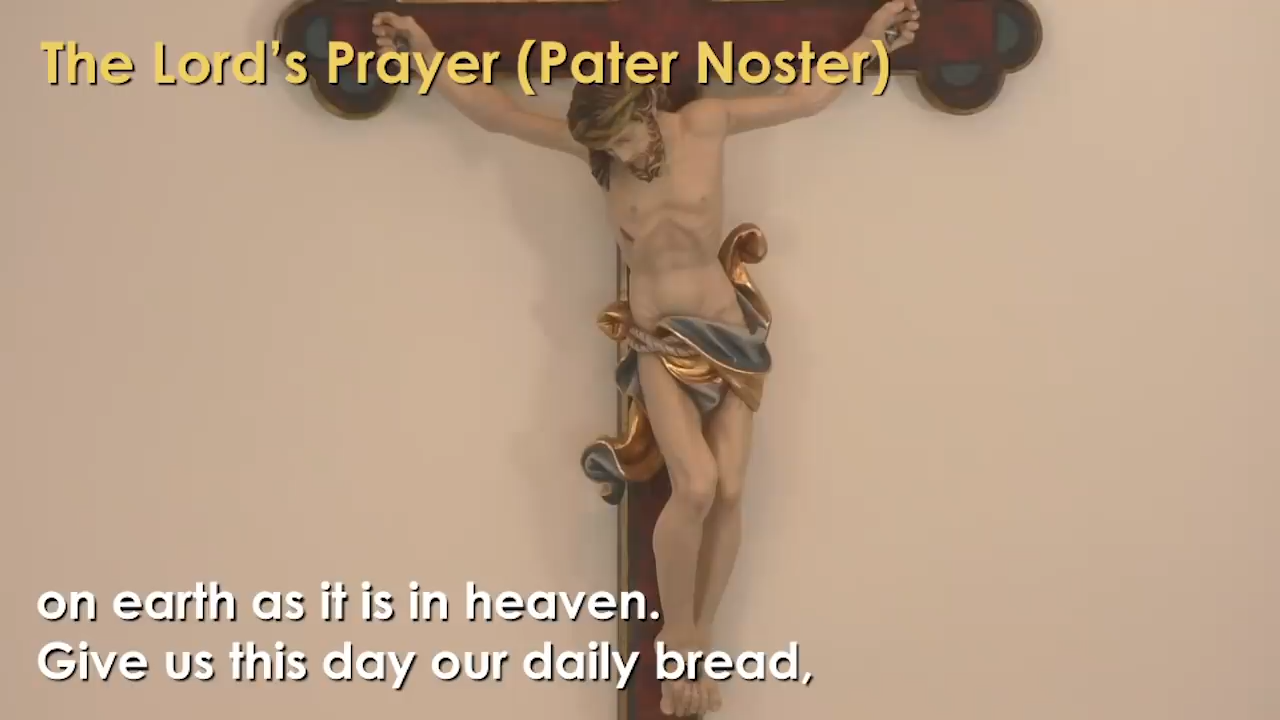 The Lord's Prayer (Pater Noster)
on earth as it is in heaven.
Give us this day our daily bread,